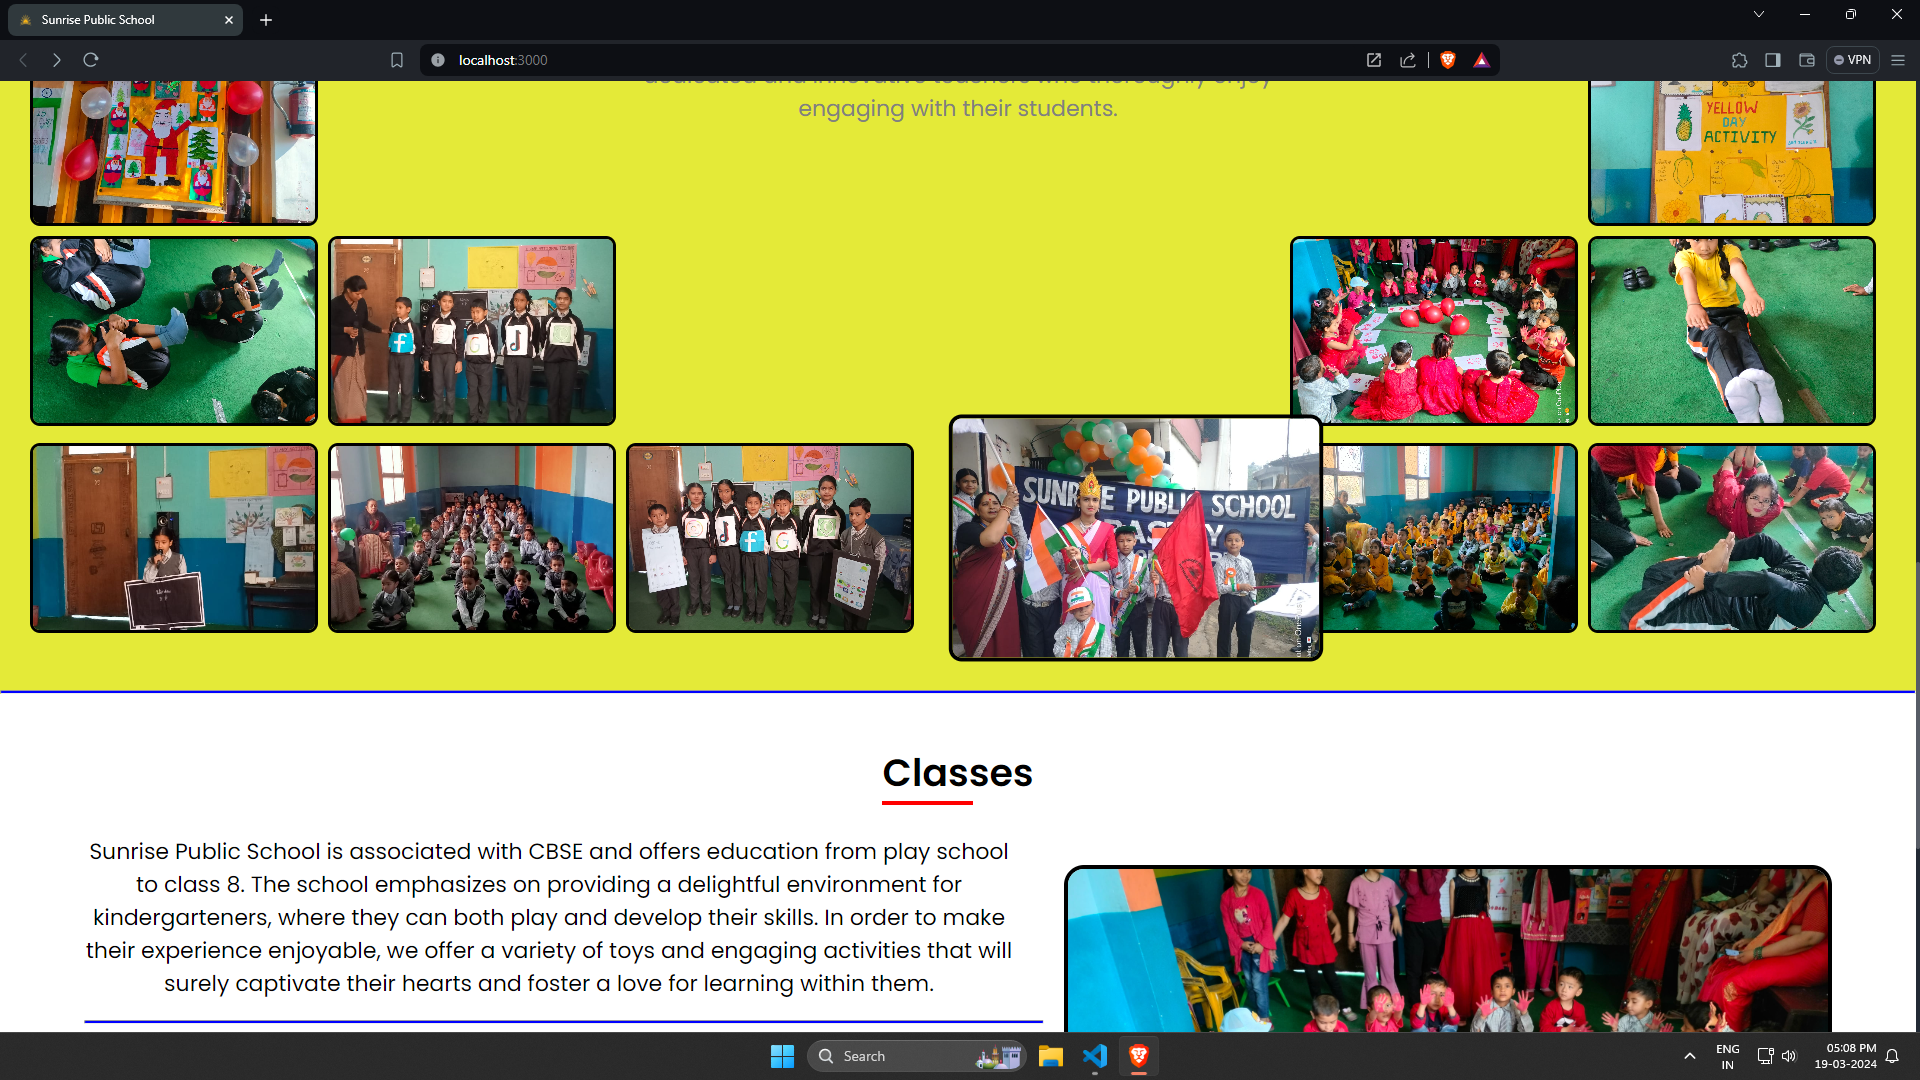 Sunrise Public School
localhost:3000
VPN
engaging with their students.
YELLOW
DAY
ACTIVITY
SUNRISE PUBLIC SCHOOL
Classes
Sunrise Public School is associated with CBSE and offers education from play school
to class 8. The school emphasizes on providing a delightful environment for
kindergarteners, where they can both play and develop their skills. In order to make
their experience enjoyable, we offer a variety of toys and engaging activities that will
surely captivate their hearts and foster a love for learning within them.
Search
ENG
IN
05:08 PM
19-03-2024